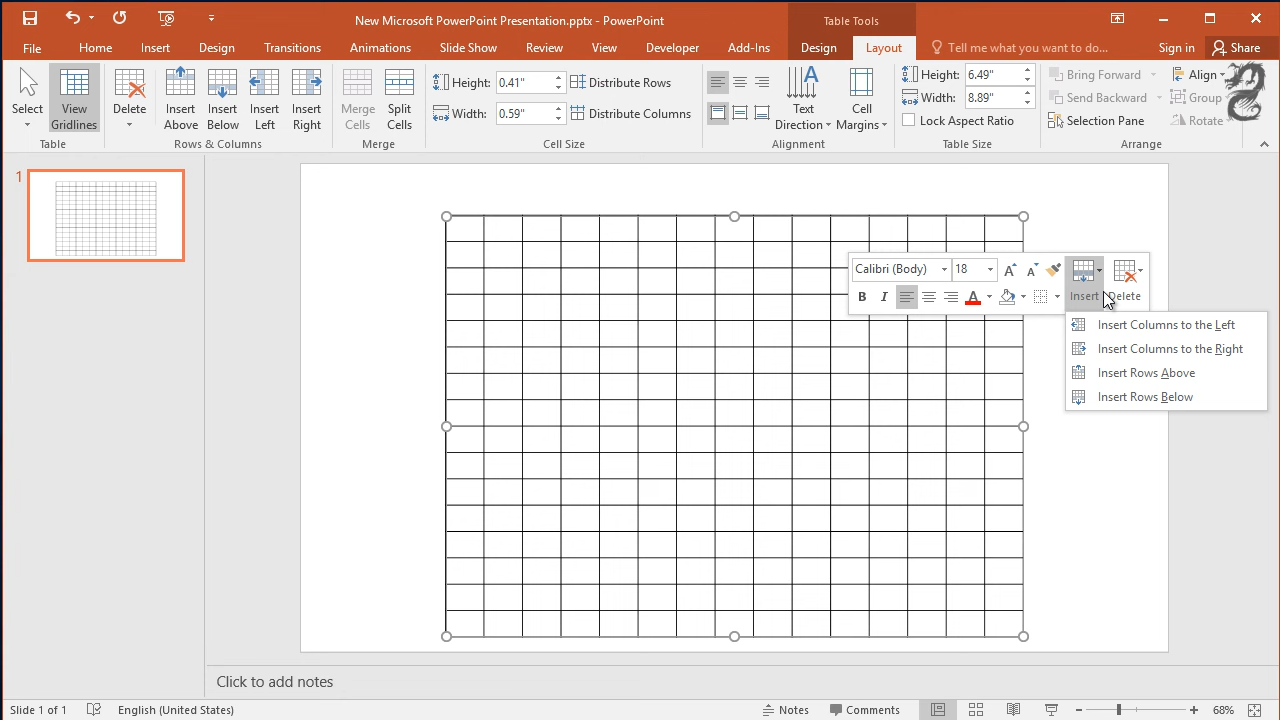 New Microsoft PowerPoint Presentation.pptx - PowerPoint
Table Tools
File Home Insert Design Transitions Animations Slide Show Review View Developer Add-Ins Design Layout Tell me what you want to do... Sign in Share
Select
View
Gridlines
Table
Delete
Insert
Above
Insert
Below
Insert
Left
Insert
Right
Rows & Columns
Merge
Cells
Split
Cells
Merge
Height: 0.41" Distribute Rows
Width: 0.59" Distribute Columns
Cell Size
Text
Direction
Cell
Margins
Alignment
Height: 6.49"
Width: 8.89"
Lock Aspect Ratio
Table Size
Bring Forward Align
Send Backward Group
Selection Pane Rotate
Arrange
1
Calibri (Body) 18
B I A Insert Delete
Insert Columns to the Left
Insert Columns to the Right
Insert Rows Above
Insert Rows Below
Click to add notes
Slide 1 of 1 English (United States) Notes Comments 68%